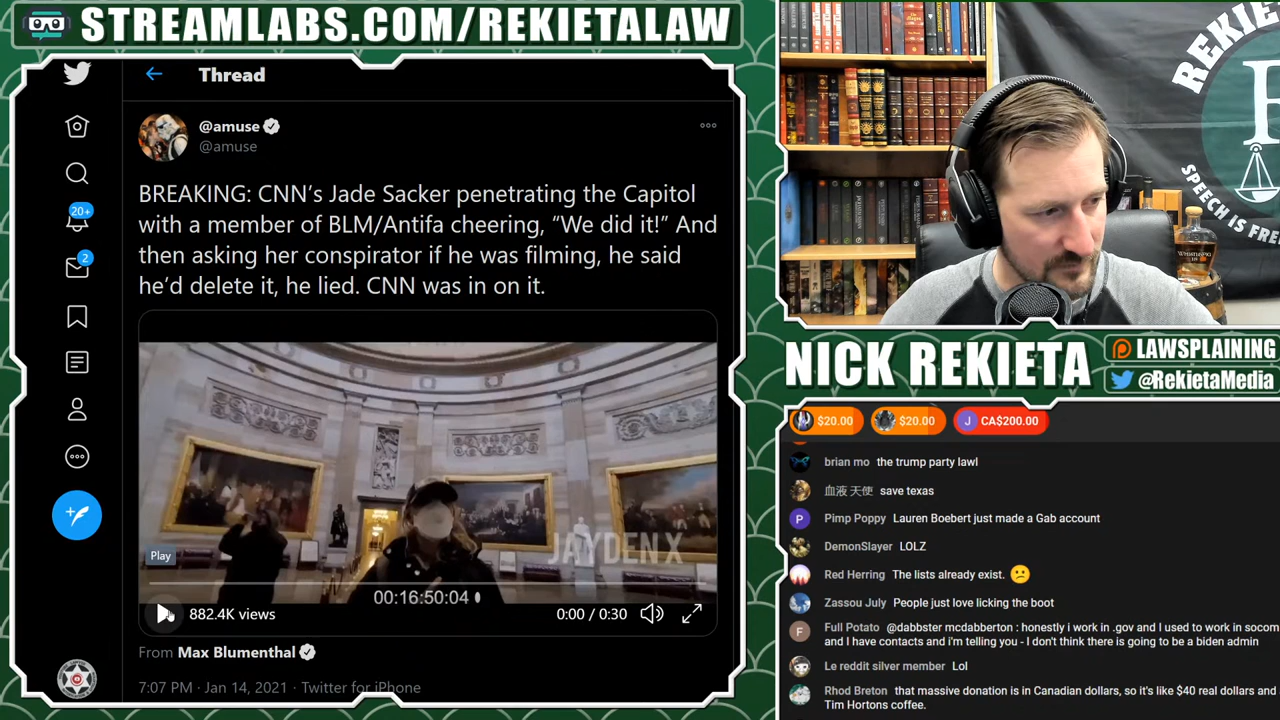 STREAMLABS.COM/REKIETALAW
Thread
@amuse
@amuse
BREAKING: CNN’s Jade Sacker penetrating the Capitol
with a member of BLM/Antifa cheering, “We did it!” And
then asking her conspirator if he was filming, he said
he’d delete it, he lied. CNN was in on it.
20+
2
JAYDEN X
Play
00:16:50:04
882.4K views
0:00 / 0:30
From Max Blumenthal
7:07 PM · Jan 14, 2021 · Twitter for iPhone
REKIE
SPEECH IS FRE
WHISTLEPIG
NICK REKIETA
LAWSPLAINING
@RekietaMedia
$20.00
$20.00
J CA$200.00
brian mo the trump party lawl
血液 天使 save texas
P Pimp Poppy Lauren Boebert just made a Gab account
DemonSlayer LOLZ
Red Herring The lists already exist.
Zassou July People just love licking the boot
F Full Potato @dabbster mcdabberton : honestly i work in .gov and I used to work in socom
and I have contacts and i'm telling you - I don't think there is going to be a biden admin
Le reddit silver member Lol
Rhod Breton that massive donation is in Canadian dollars, so it's like $40 real dollars and
Tim Hortons coffee.